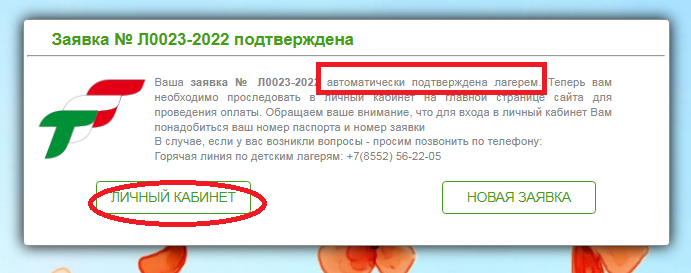 Заявка № Л0023-2022 подтверждена
Ваша заявка № Л0023-2022 автоматически подтверждена лагерем. Теперь вам
необходимо проследовать в личный кабинет на главной странице сайта для
проведения оплаты. Обращаем ваше внимание, что для входа в личный кабинет Вам
понадобиться ваш номер паспорта и номер заявки
В случае, если у вас возникли вопросы - просим позвонить по телефону:
Горячая линия по детским лагерям: +7(8552) 56-22-05
ЛИЧНЫЙ КАБИНЕТ
НОВАЯ ЗАЯВКА